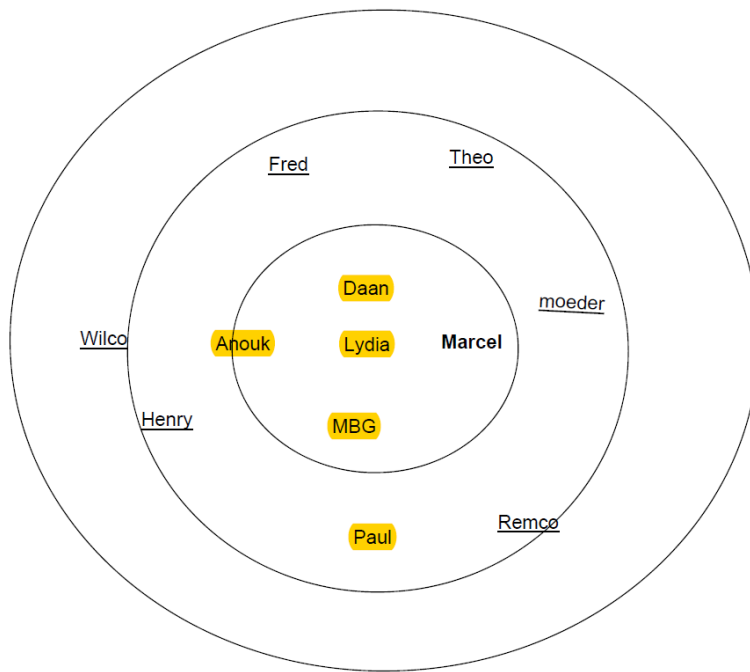 Theo
Fred
Daan
moeder
Wilco
Anouk
Lydia
Marcel
Henry
MBG
Remco
Paul